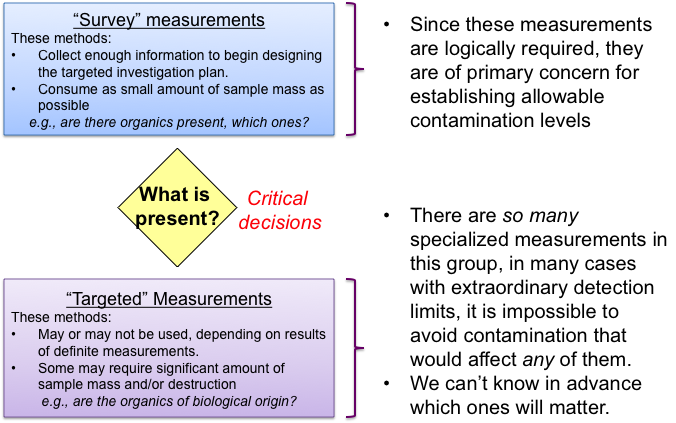 “Survey” measurements
These methods:
• Collect enough information to begin designing
the targeted investigation plan.
• Consume as small amount of sample mass as
possible
e.g., are there organics present, which ones?
• Since these measurements
are logically required, they
are of primary concern for
establishing allowable
contamination levels
What is
present?
Critical
decisions
“Targeted” Measurements
These methods:
• May or may not be used, depending on results
of definite measurements.
• Some may require significant amount of
sample mass and/or destruction
e.g., are the organics of biological origin?
• There are so many
specialized measurements in
this group, in many cases
with extraordinary detection
limits, it is impossible to
avoid contamination that
would affect any of them.
• We can’t know in advance
which ones will matter.